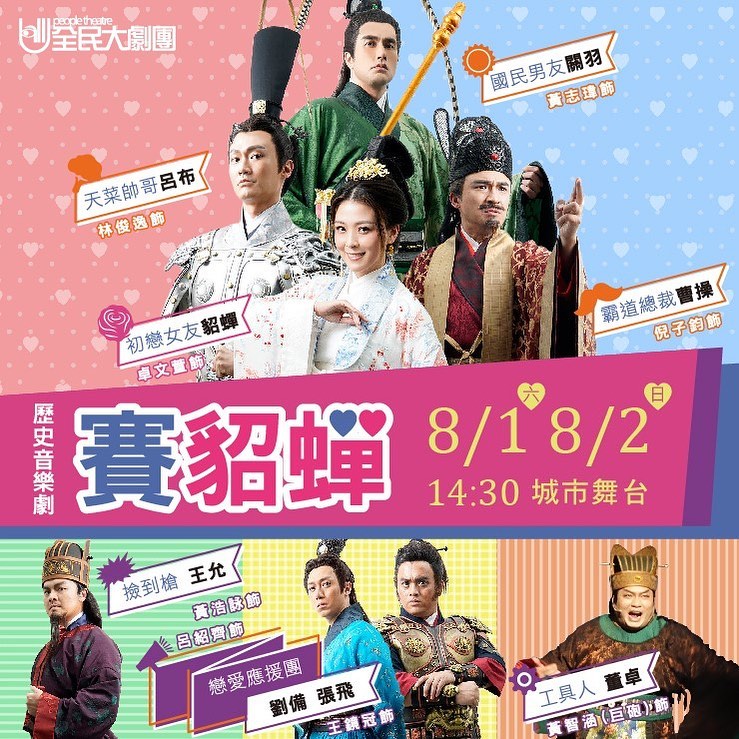 people theatre
全民大劇團
國民男友關羽
黃志瑋飾
天菜帥哥呂布
林俊逸飾
初戀女友貂蟬
卓文萱飾
霸道總裁曹操
倪子鈞飾
歷史音樂劇
賽貂蟬
8/1六 8/2日
14:30 城市舞台
撿到槍 王允
黃浩詠飾
呂紹齊飾
戀愛應援團
劉備 張飛
王鏡冠飾
工具人 董卓
黃智涵(巨砲)飾